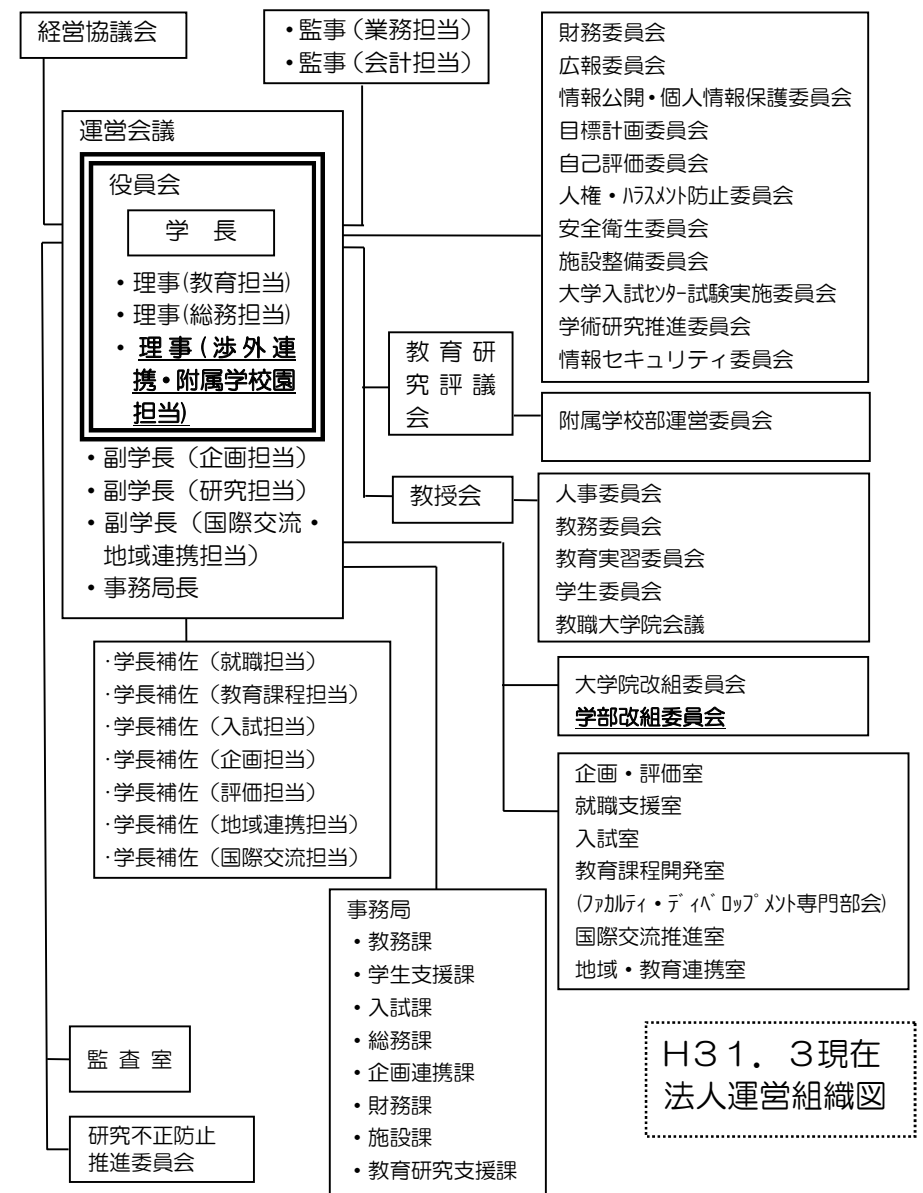 経営協議会
・監事（業務担当）
・監事（会計担当）
運営会議
役員会
学　長
・理事(教育担当)
・理事(総務担当)
・理事(渉外連
携・附属学校園
担当)
・副学長（企画担当）
・副学長（研究担当）
・副学長（国際交流・
地域連携担当）
・事務局長
財務委員会
広報委員会
情報公開・個人情報保護委員会
目標計画委員会
自己評価委員会
人権・ﾊﾗｽﾒﾝﾄ防止委員会
安全衛生委員会
施設整備委員会
大学入試ｾﾝﾀｰ試験実施委員会
学術研究推進委員会
情報セキュリティ委員会
教育研
究評議
会
附属学校部運営委員会
教授会
人事委員会
教務委員会
教育実習委員会
学生委員会
教職大学院会議
大学院改組委員会
学部改組委員会
企画・評価室
就職支援室
入試室
教育課程開発室
(ﾌｧｶﾙﾃｨ・ﾃﾞｨﾍﾞﾛｯﾌﾟﾒﾝﾄ専門部会)
国際交流推進室
地域・教育連携室
・学長補佐（就職担当）
・学長補佐（教育課程担当）
・学長補佐（入試担当）
・学長補佐（企画担当）
・学長補佐（評価担当）
・学長補佐（地域連携担当）
・学長補佐（国際交流担当）
事務局
・教務課
・学生支援課
・入試課
・総務課
・企画連携課
・財務課
・施設課
・教育研究支援課
監査室
研究不正防止
推進委員会
Ｈ３１．３現在
法人運営組織図